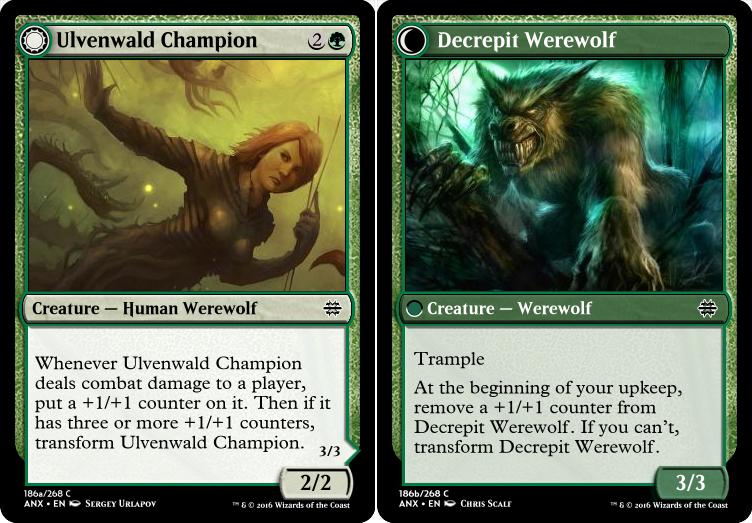 Ulvenwald Champion
2
Creature — Human Werewolf
Whenever Ulvenwald Champion
deals combat damage to a player,
put a +1/+1 counter on it. Then if it
has three or more +1/+1 counters,
transform Ulvenwald Champion.
3/3
2/2
186a/268 C
ANX • EN Sergey Urlapov
™ & © 2016 Wizards of the Coast
Decrepit Werewolf
Creature — Werewolf
Trample
At the beginning of your upkeep,
remove a +1/+1 counter from
Decrepit Werewolf. If you can't,
transform Decrepit Werewolf.
3/3
186b/268 C
ANX • EN Chris Scalf
™ & © 2016 Wizards of the Coast